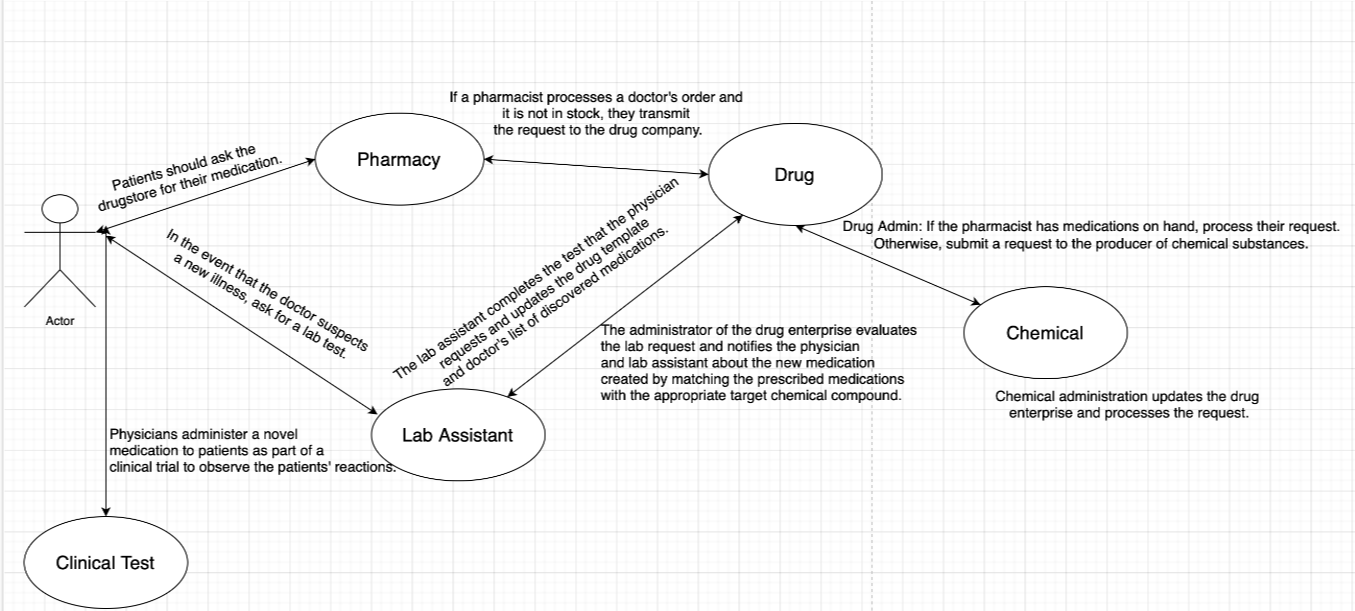 If a pharmacist processes a doctor's order and
it is not in stock, they transmit
the request to the drug company.
Pharmacy
Drug
Patients should ask the
drugstore for their medication.
Actor
In the event that the doctor suspects
a new illness, ask for a lab test.
The lab assistant completes the test that the physician
requests and updates the drug template
and doctor's list of discovered medications.
Drug Admin: If the pharmacist has medications on hand, process their request.
Otherwise, submit a request to the producer of chemical substances.
Chemical
The administrator of the drug enterprise evaluates
the lab request and notifies the physician
and lab assistant about the new medication
created by matching the prescribed medications
with the appropriate target chemical compound.
Chemical administration updates the drug
enterprise and processes the request.
Lab Assistant
Physicians administer a novel
medication to patients as part of a
clinical trial to observe the patients' reactions.
Clinical Test